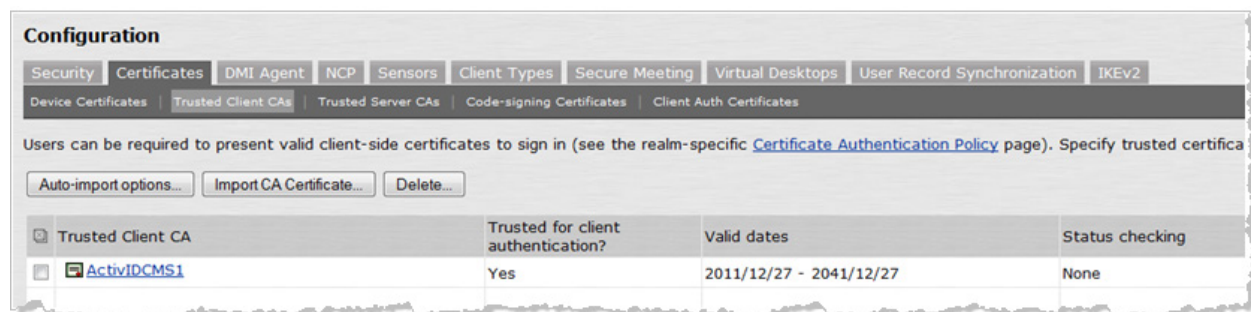 Configuration
Security Certificates DMI Agent NCP Sensors Client Types Secure Meeting Virtual Desktops User Record Synchronization IKEv2
Device Certificates | Trusted Client CAs | Trusted Server CAs | Code-signing Certificates | Client Auth Certificates
Users can be required to present valid client-side certificates to sign in (see the realm-specific Certificate Authentication Policy page). Specify trusted certifica
Auto-import options... Import CA Certificate... Delete...
Trusted Client CA Trusted for client authentication? Valid dates Status checking
ActivIDCMS1 Yes 2011/12/27 - 2041/12/27 None